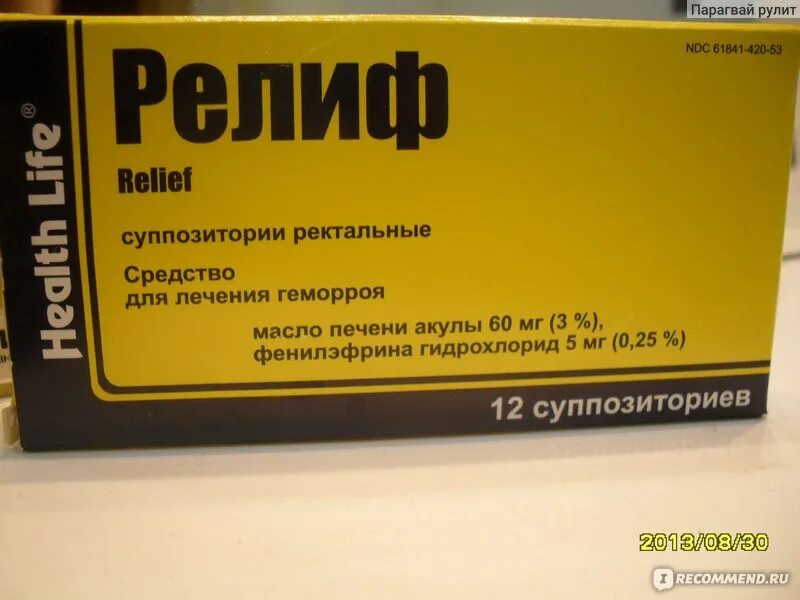 Парагвай рулит
NDC 61841-420-53
Health Life®
Релиф
Relief
суппозитории ректальные
Средство
для лечения геморроя
масло печени акулы 60 мг (3 %),
фенилэфрина гидрохлорид 5 мг (0,25 %)
12 суппозиториев
2013/08/30
IRECOMMEND.RU